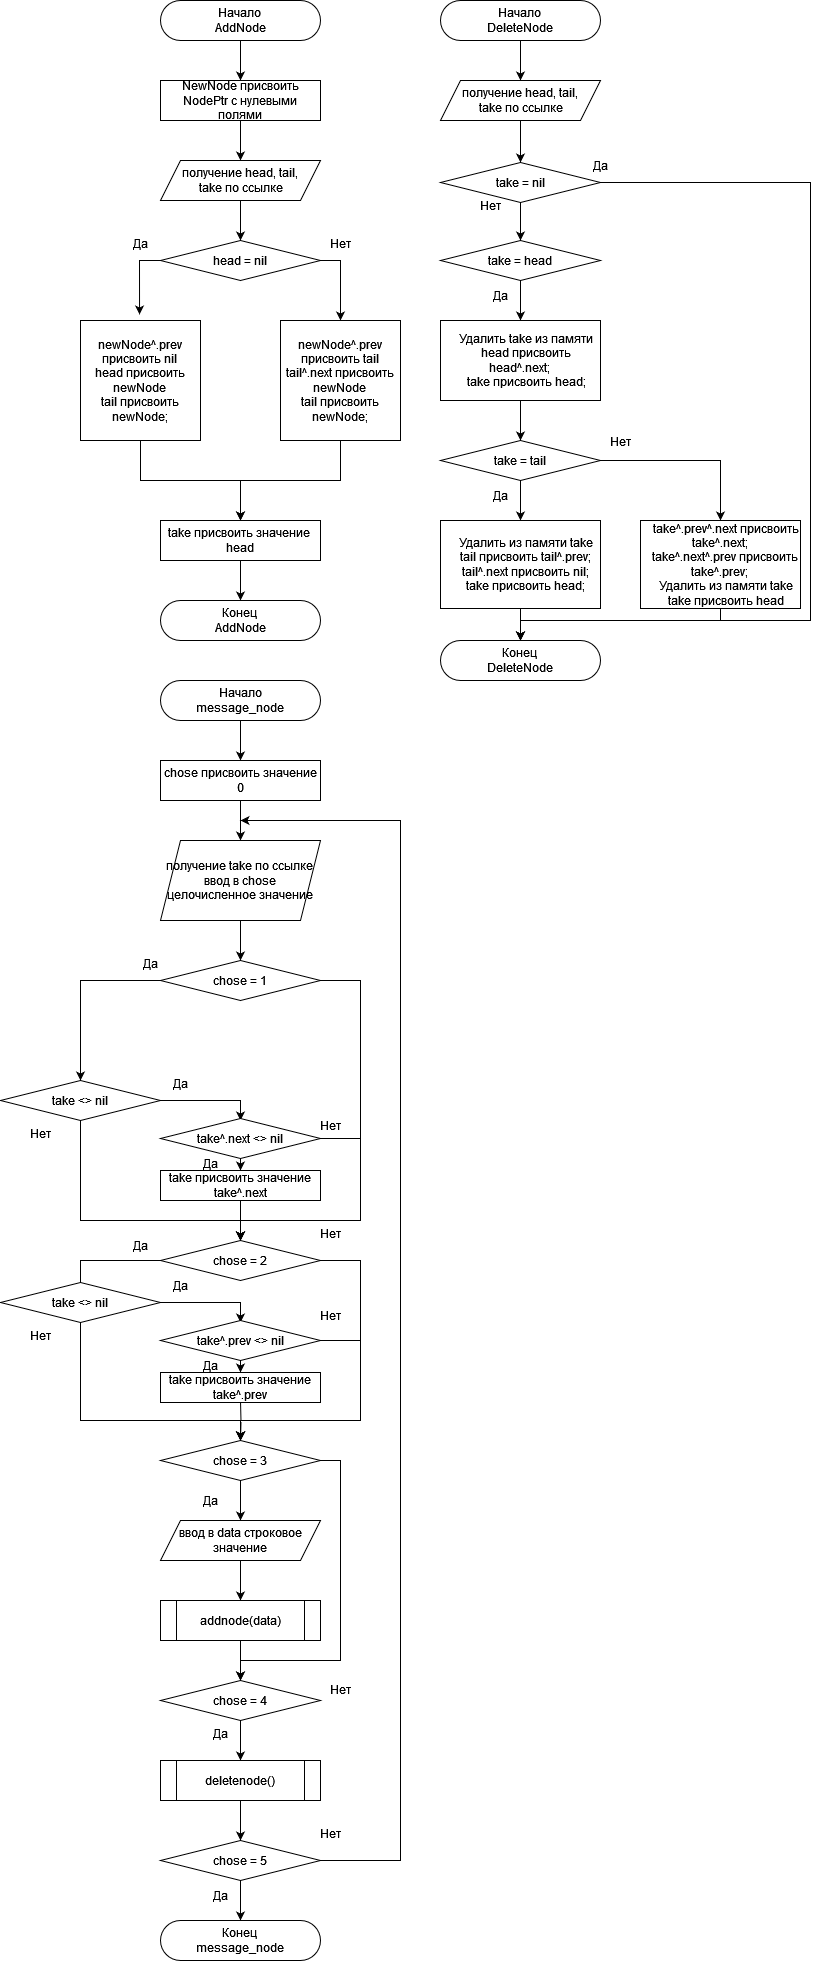 Начало
AddNode
NewNode присвоить
NodePtr с нулевыми
полями
получение head, tail,
take по ссылке
Да
Нет
head = nil
newNode^.prev
присвоить nil
head присвоить
newNode
tail присвоить
newNode;
newNode^.prev
присвоить tail
tail^.next присвоить
newNode
tail присвоить
newNode;
take присвоить значение
head
Конец
AddNode
Начало
DeleteNode
получение head, tail,
take по ссылке
Да
take = nil
Нет
take = head
Да
Удалить take из памяти
head присвоить
head^.next;
take присвоить head;
Нет
take = tail
Да
Удалить из памяти take
tail присвоить tail^.prev;
tail^.next присвоить nil;
take присвоить head;
take^.prev^.next присвоить
take^.next;
take^.next^.prev присвоить
take^.prev;
Удалить из памяти take
take присвоить head
Конец
DeleteNode
Начало
message_node
chose присвоить значение
0
получение take по ссылке
ввод в chose
целочисленное значение
Да
chose = 1
Да
take <> nil
Нет
Нет
take^.next <> nil
Да
take присвоить значение
take^.next
Нет
Да
chose = 2
Да
take <> nil
Нет
Нет
take^.prev <> nil
Да
take присвоить значение
take^.prev
chose = 3
Да
ввод в data строковое
значение
addnode(data)
Нет
chose = 4
Да
deletenode()
Нет
chose = 5
Да
Конец
message_node